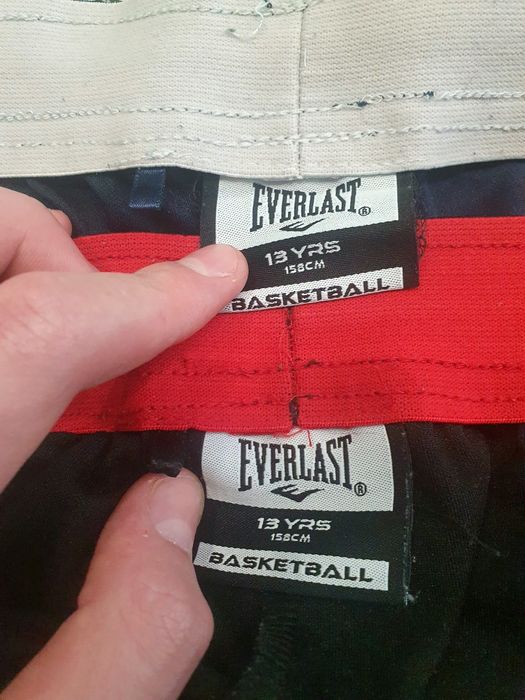 EVERLAST®
13 YRS
158CM
BASKETBALL
EVERLAST®
13 YRS
158CM
BASKETBALL